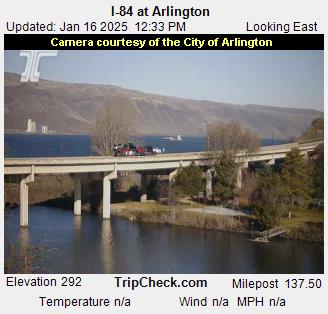 I-84 at Arlington
Updated: Jan 16 2025 12:33 PM Looking East
Camera courtesy of the City of Arlington
Elevation 292 TripCheck.com Milepost 137.50
Temperature n/a Wind n/a MPH n/a